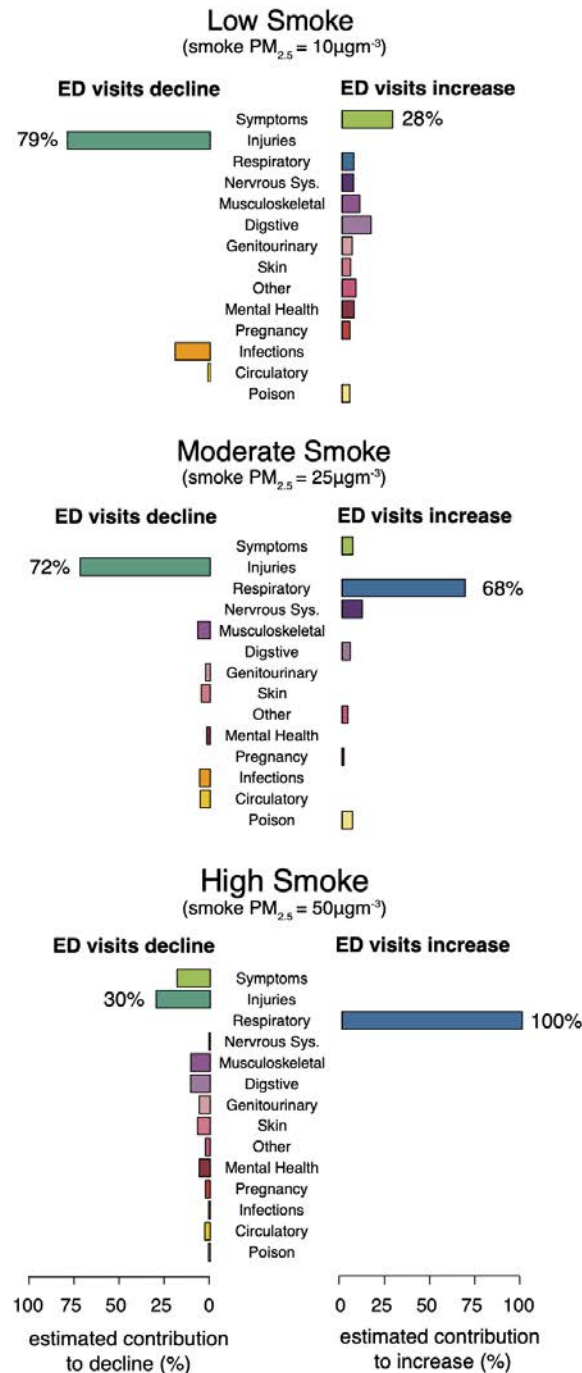 Low Smoke
(smoke PM2.5 = 10µgm-3)
ED visits decline ED visits increase
Symptoms 28%
79% Injuries
Respiratory
Nervrous Sys.
Musculoskeletal
Digstive
Genitourinary
Skin
Other
Mental Health
Pregnancy
Infections
Circulatory
Poison
Moderate Smoke
(smoke PM2.5 = 25µgm-3)
ED visits decline ED visits increase
Symptoms
72% Injuries
Respiratory 68%
Nervrous Sys.
Musculoskeletal
Digstive
Genitourinary
Skin
Other
Mental Health
Pregnancy
Infections
Circulatory
Poison
High Smoke
(smoke PM2.5 = 50µgm-3)
ED visits decline ED visits increase
Symptoms
30% Injuries
Respiratory 100%
Nervrous Sys.
Musculoskeletal
Digstive
Genitourinary
Skin
Other
Mental Health
Pregnancy
Infections
Circulatory
Poison
100 75 50 25 0 0 25 50 75 100
estimated contribution estimated contribution
to decline (%) to increase (%)